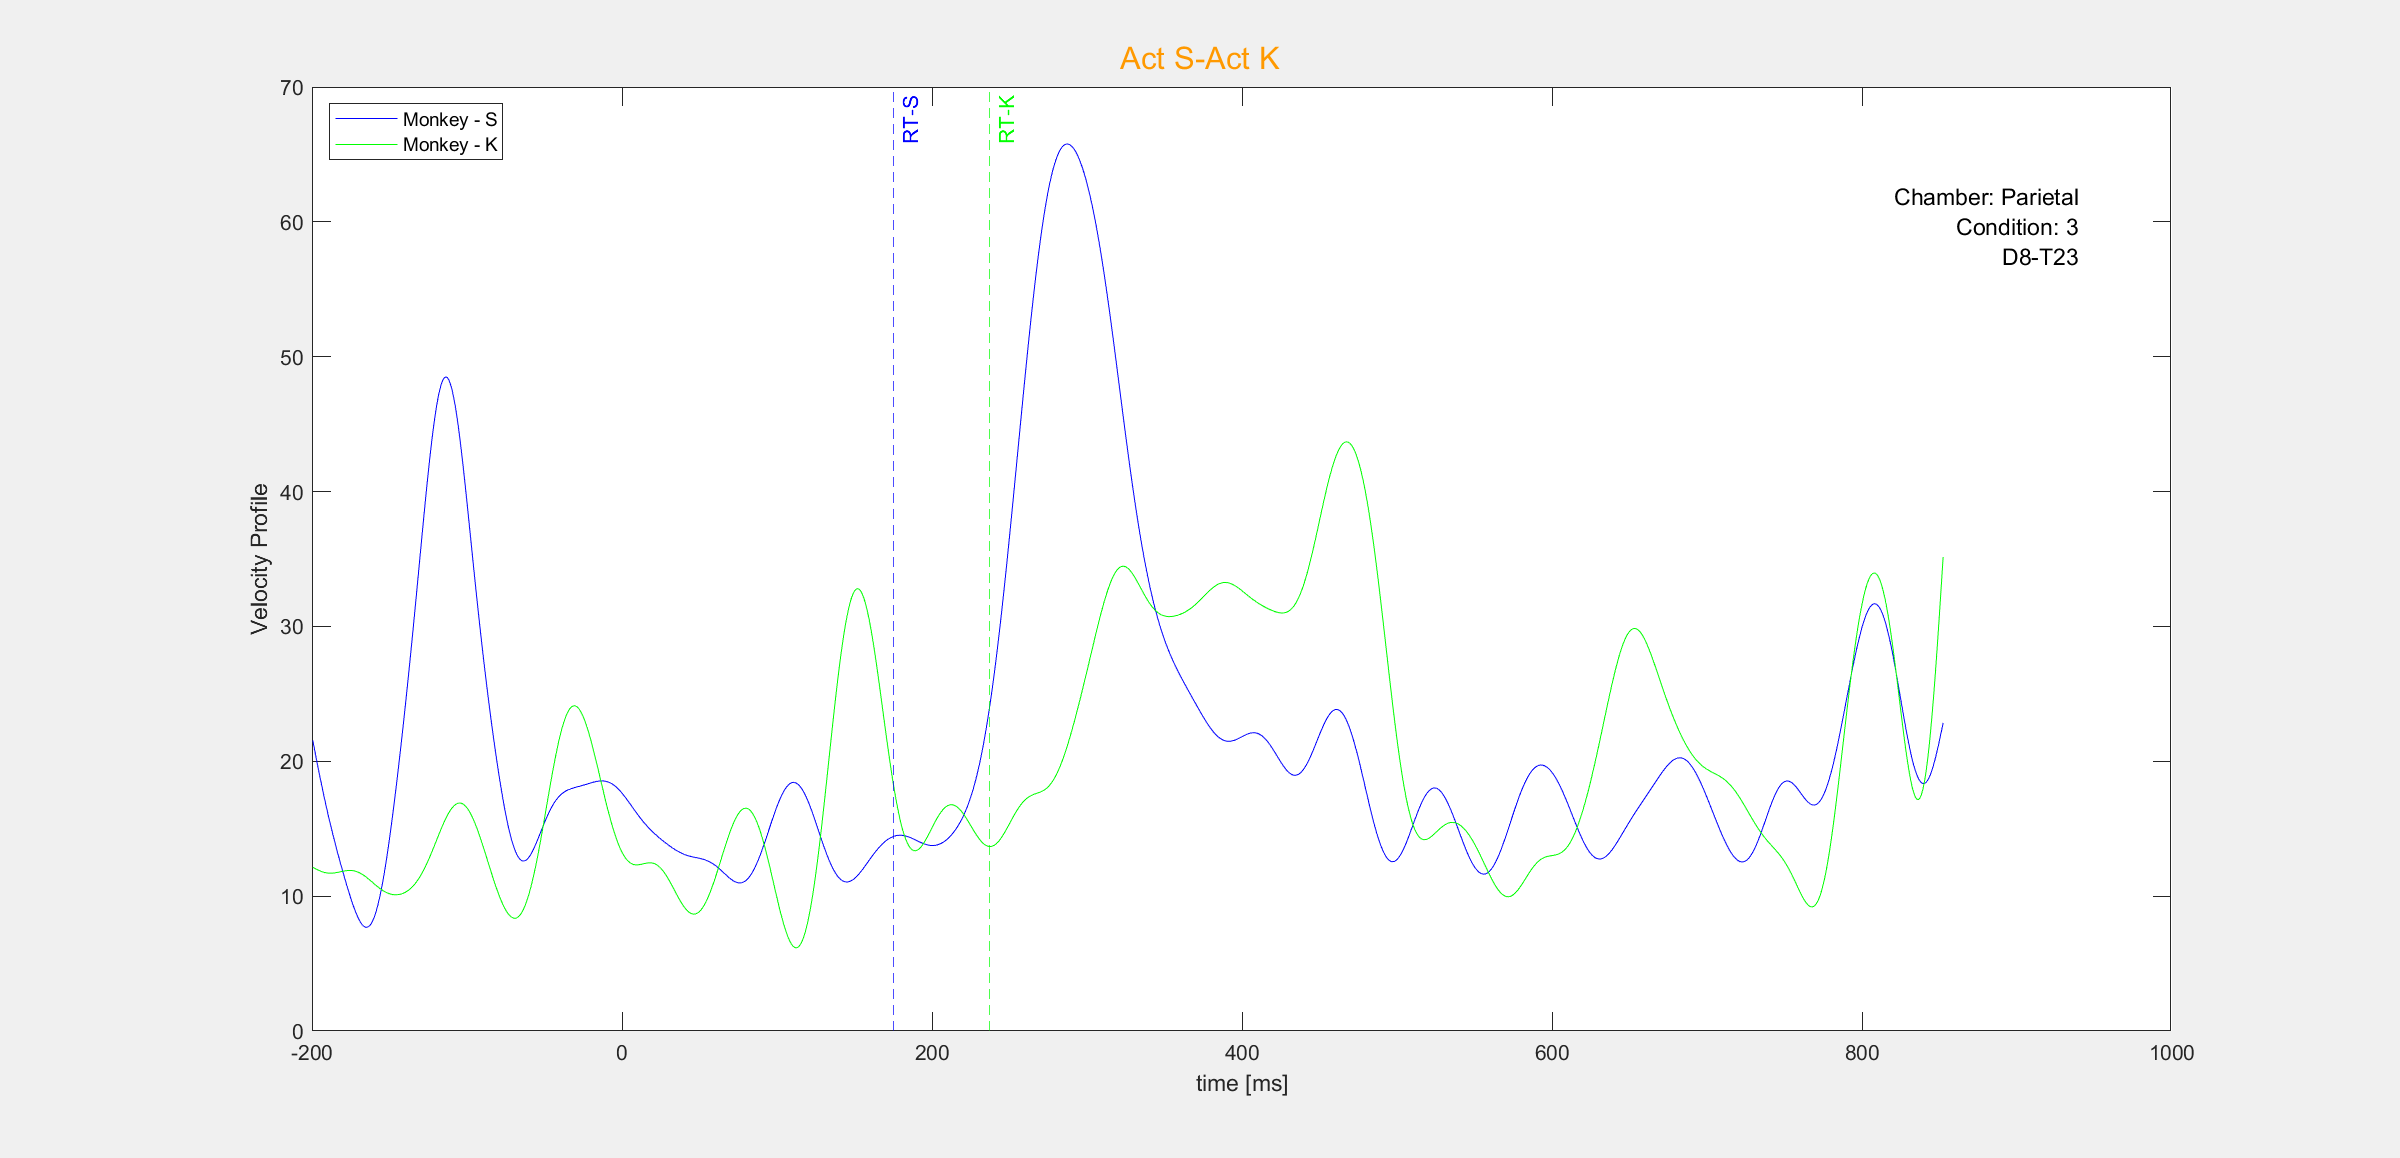 Act S-Act K
70
60
50
40
30
20
10
0
Velocity Profile
Monkey - S
Monkey - K
RT-S
RT-K
Chamber: Parietal
Condition: 3
D8-T23
-200
0
200
400
600
800
1000
time [ms]